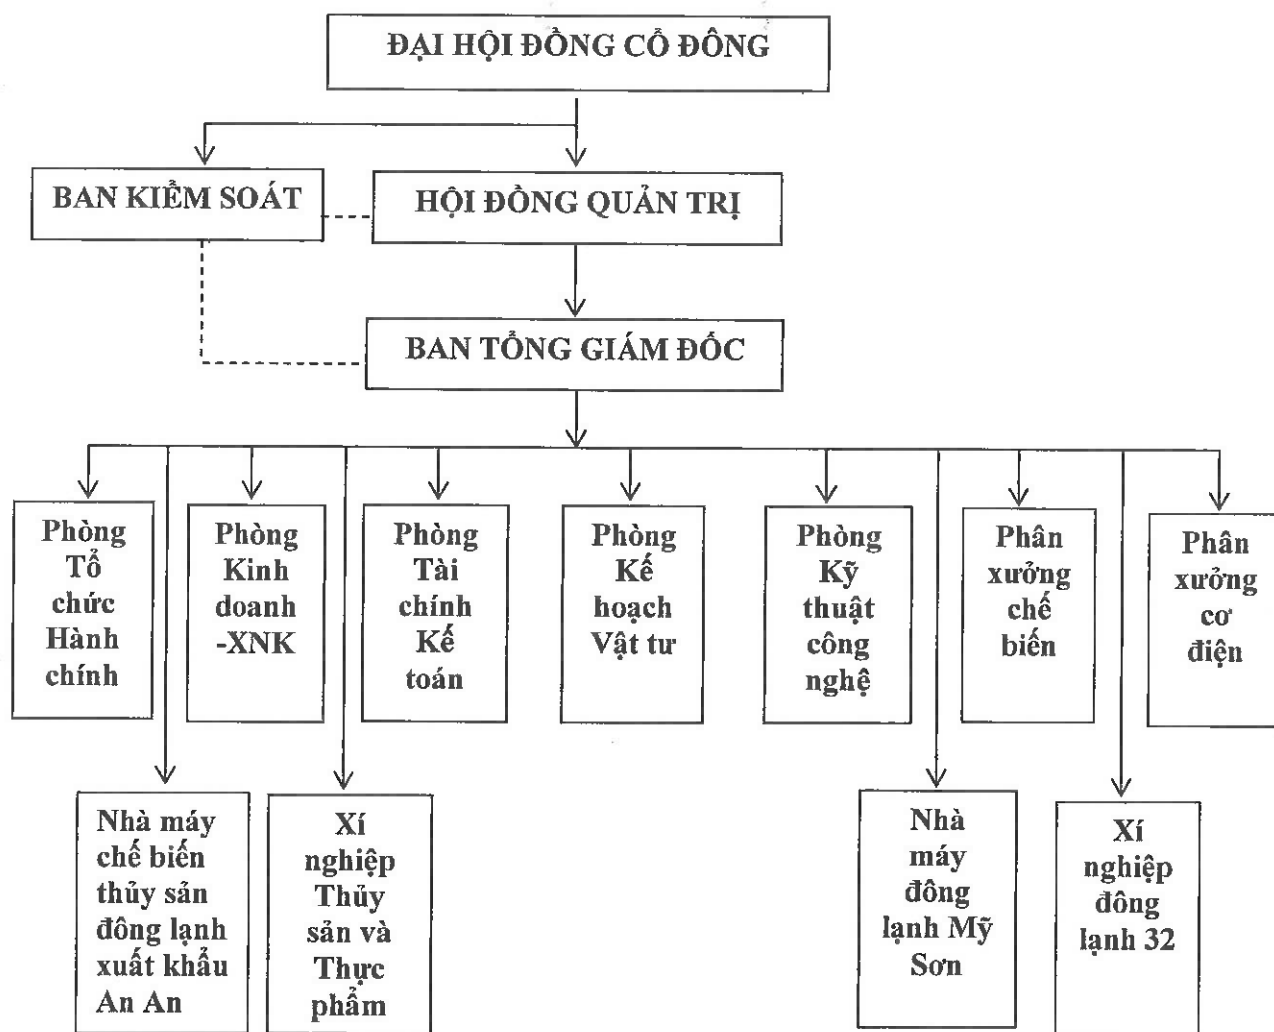 ĐẠI HỘI ĐỒNG CỔ ĐÔNG
BAN KIỂM SOÁT
HỘI ĐỒNG QUẢN TRỊ
BAN TỔNG GIÁM ĐỐC
Phòng
Tổ
chức
Hành
chính
Phòng
Kinh
doanh
-XNK
Phòng
Tài
chính
Kế
toán
Phòng
Kế
hoạch
Vật tư
Phòng
Kỹ
thuật
công
nghệ
Phân
xưởng
chế
biến
Phân
xưởng
cơ
điện
Nhà máy
chế biến
thủy sản
đông lạnh
xuất khẩu
An An
Xí
nghiệp
Thủy
sản và
Thực
phẩm
Nhà
máy
đông
lạnh Mỹ
Sơn
Xí
nghiệp
đông
lạnh 32